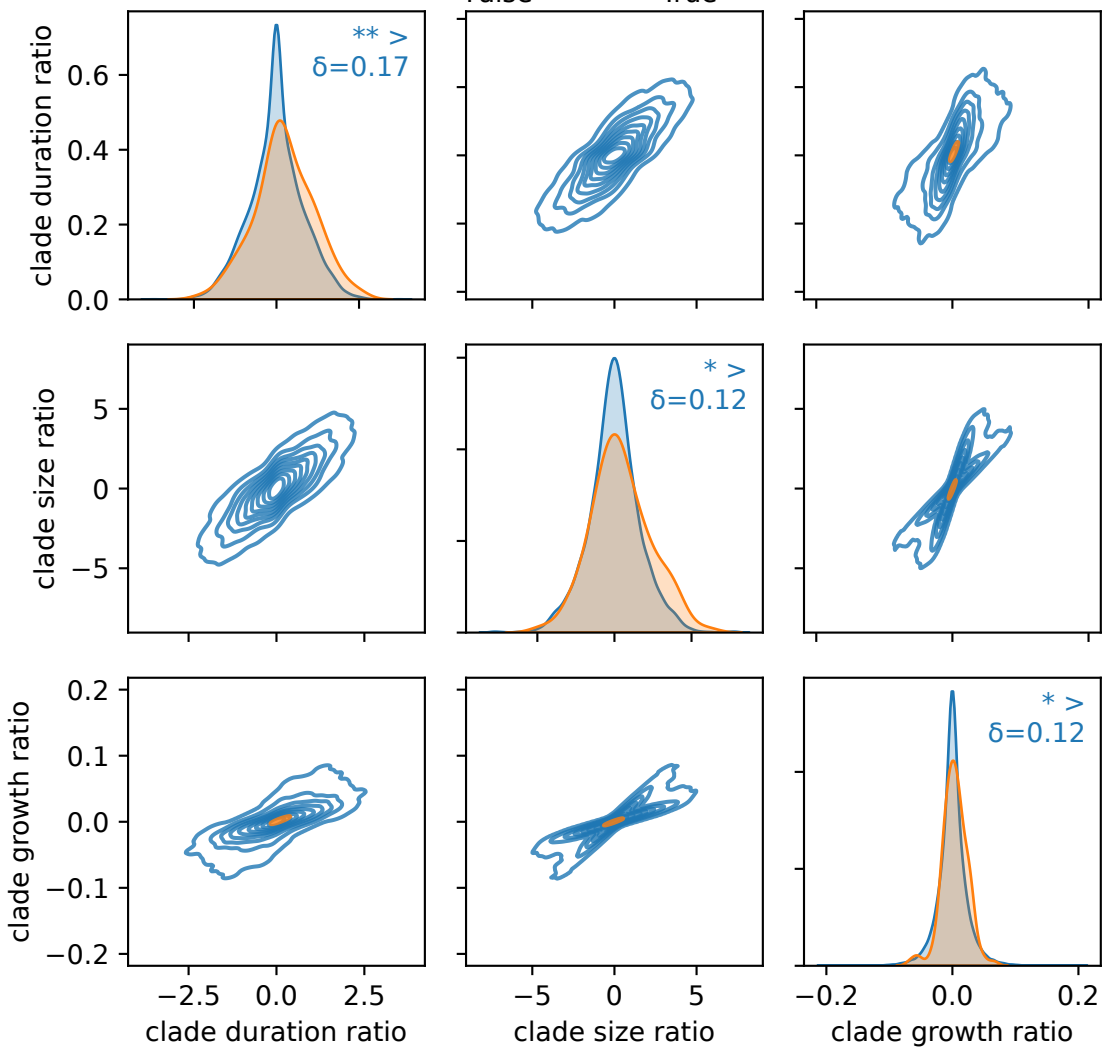 clade duration ratio
0.6
0.4
0.2
0.0
** >
δ=0.17
clade size ratio
5
0
−5
* >
δ=0.12
clade growth ratio
0.2
0.1
0.0
−0.1
−0.2
* >
δ=0.12
−2.5 0.0 2.5
−5 0 5
−0.2 0.0 0.2
clade duration ratio
clade size ratio
clade growth ratio